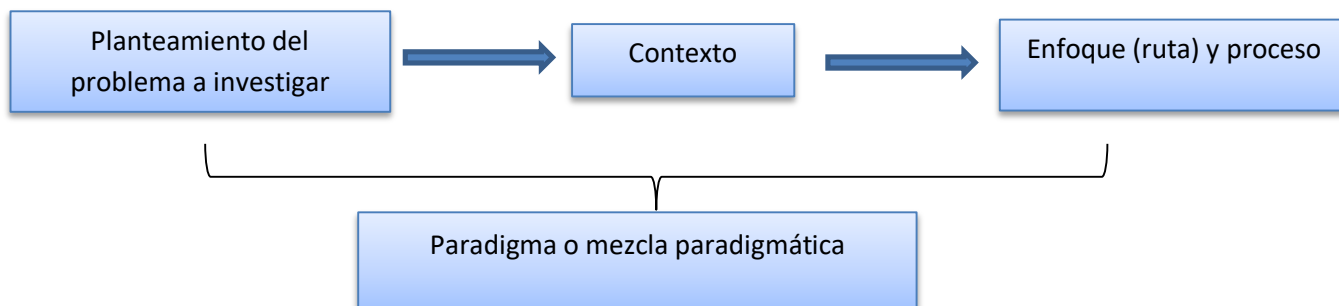 Planteamiento del
problema a investigar
Contexto
Enfoque (ruta) y proceso
Paradigma o mezcla paradigmática